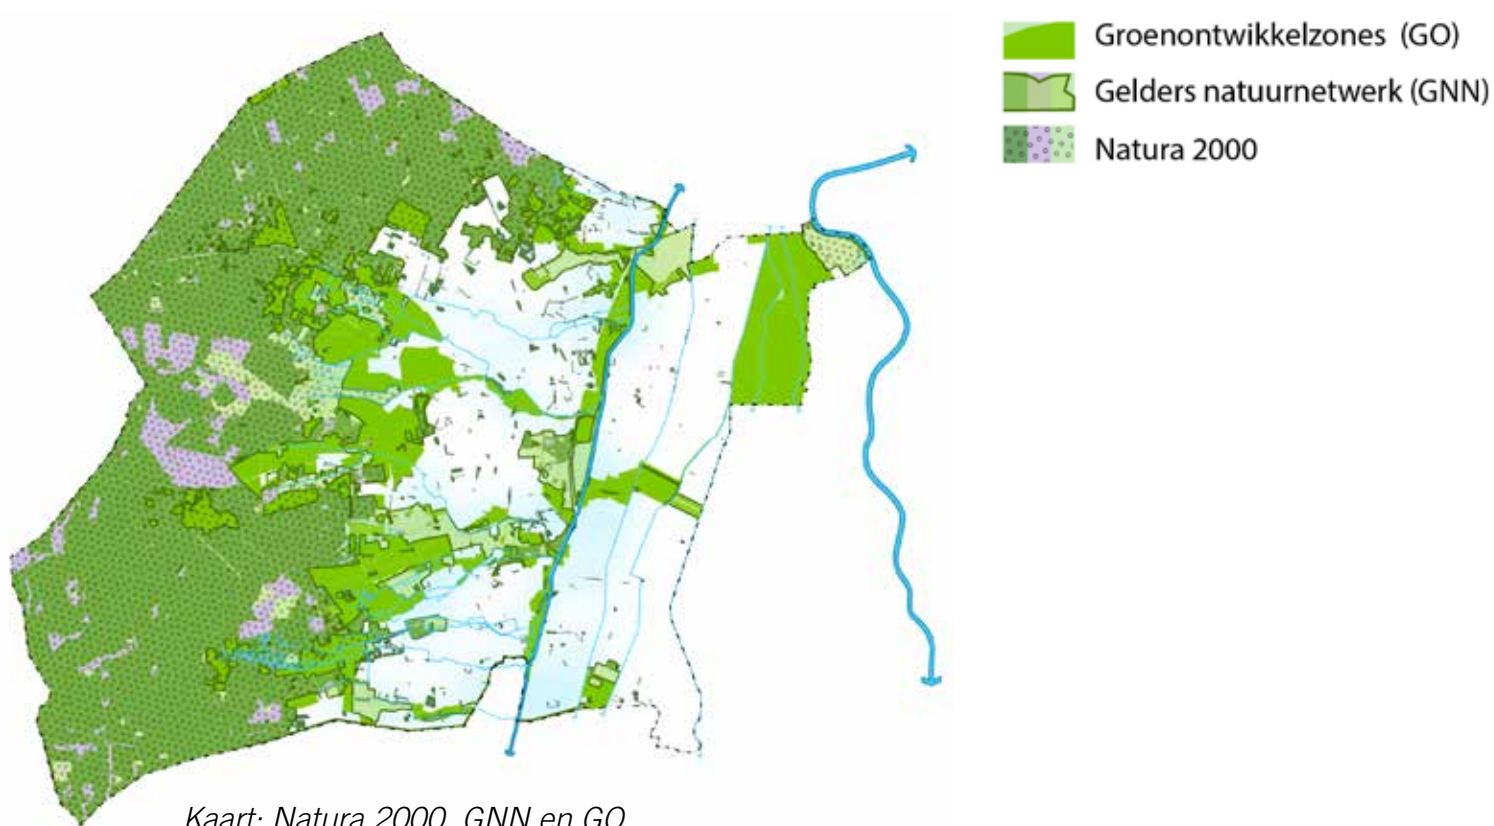 Groenontwikkelzones (GO)
Gelders natuurnetwerk (GNN)
Natura 2000
Kaart: Natura 2000, GNN en GO